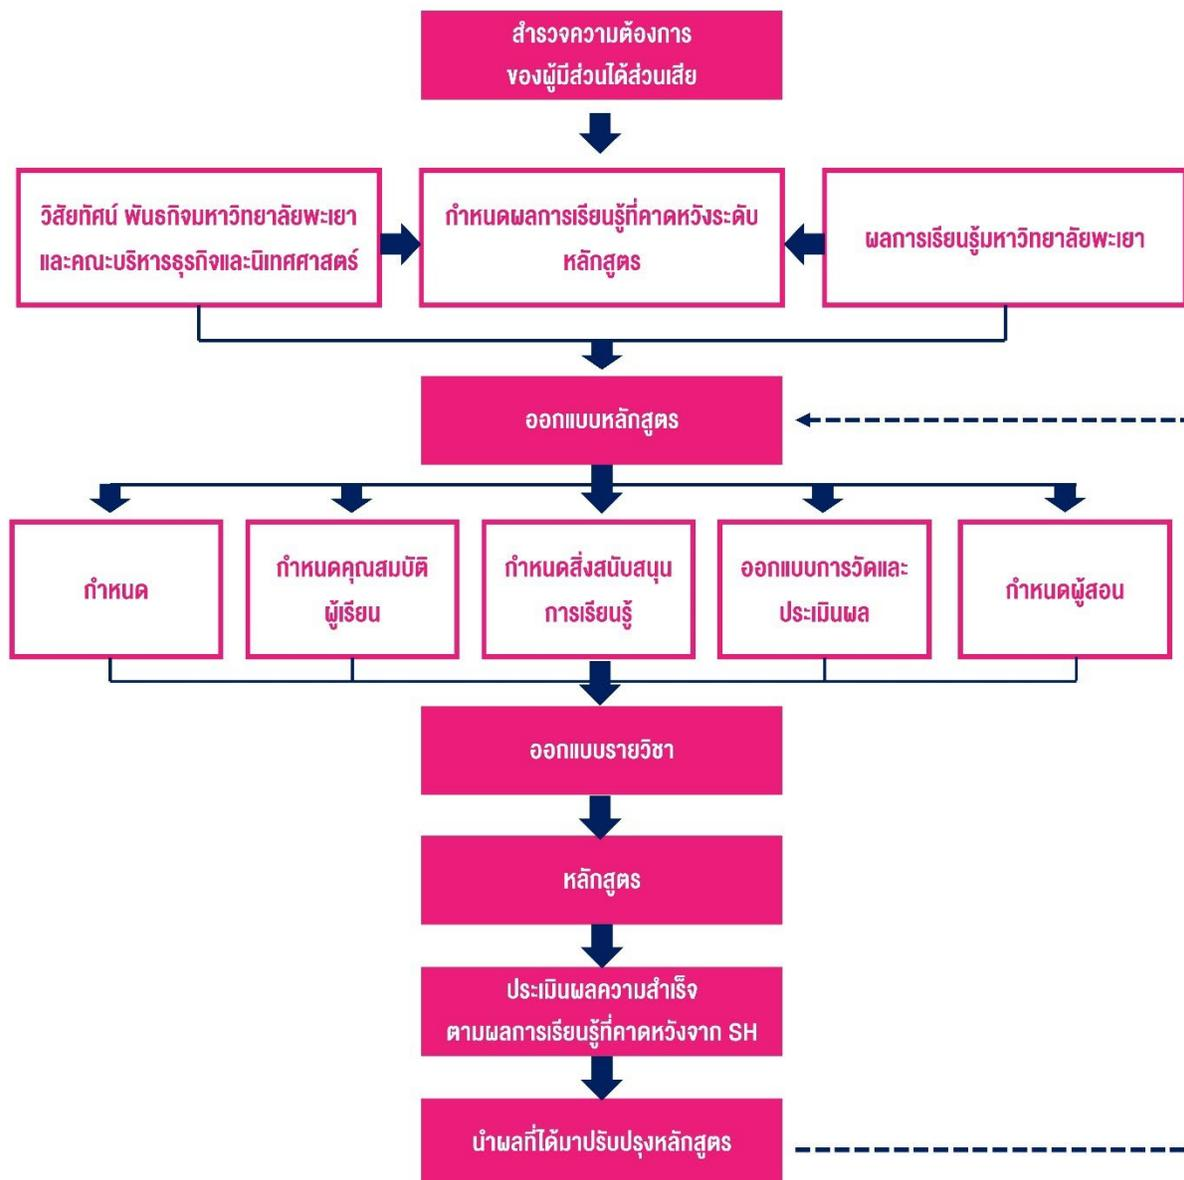 สำรวจความต้องการ
ของผู้มีส่วนได้ส่วนเสีย
วิสัยทัศน์ พันธกิจมหาวิทยาลัยพะเยา
และคณะบริหารธุรกิจและนิเทศศาสตร์
กำหนดผลการเรียนรู้ที่คาดหวังระดับ
หลักสูตร
ผลการเรียนรู้มหาวิทยาลัยพะเยา
ออกแบบหลักสูตร
กำหนด
กำหนดคุณสมบัติ
ผู้เรียน
กำหนดสิ่งสนับสนุน
การเรียนรู้
ออกแบบการวัดและ
ประเมินผล
กำหนดผู้สอน
ออกแบบรายวิชา
หลักสูตร
ประเมินผลความสำเร็จ
ตามผลการเรียนรู้ที่คาดหวังจาก SH
นำผลที่ได้มาปรับปรุงหลักสูตร